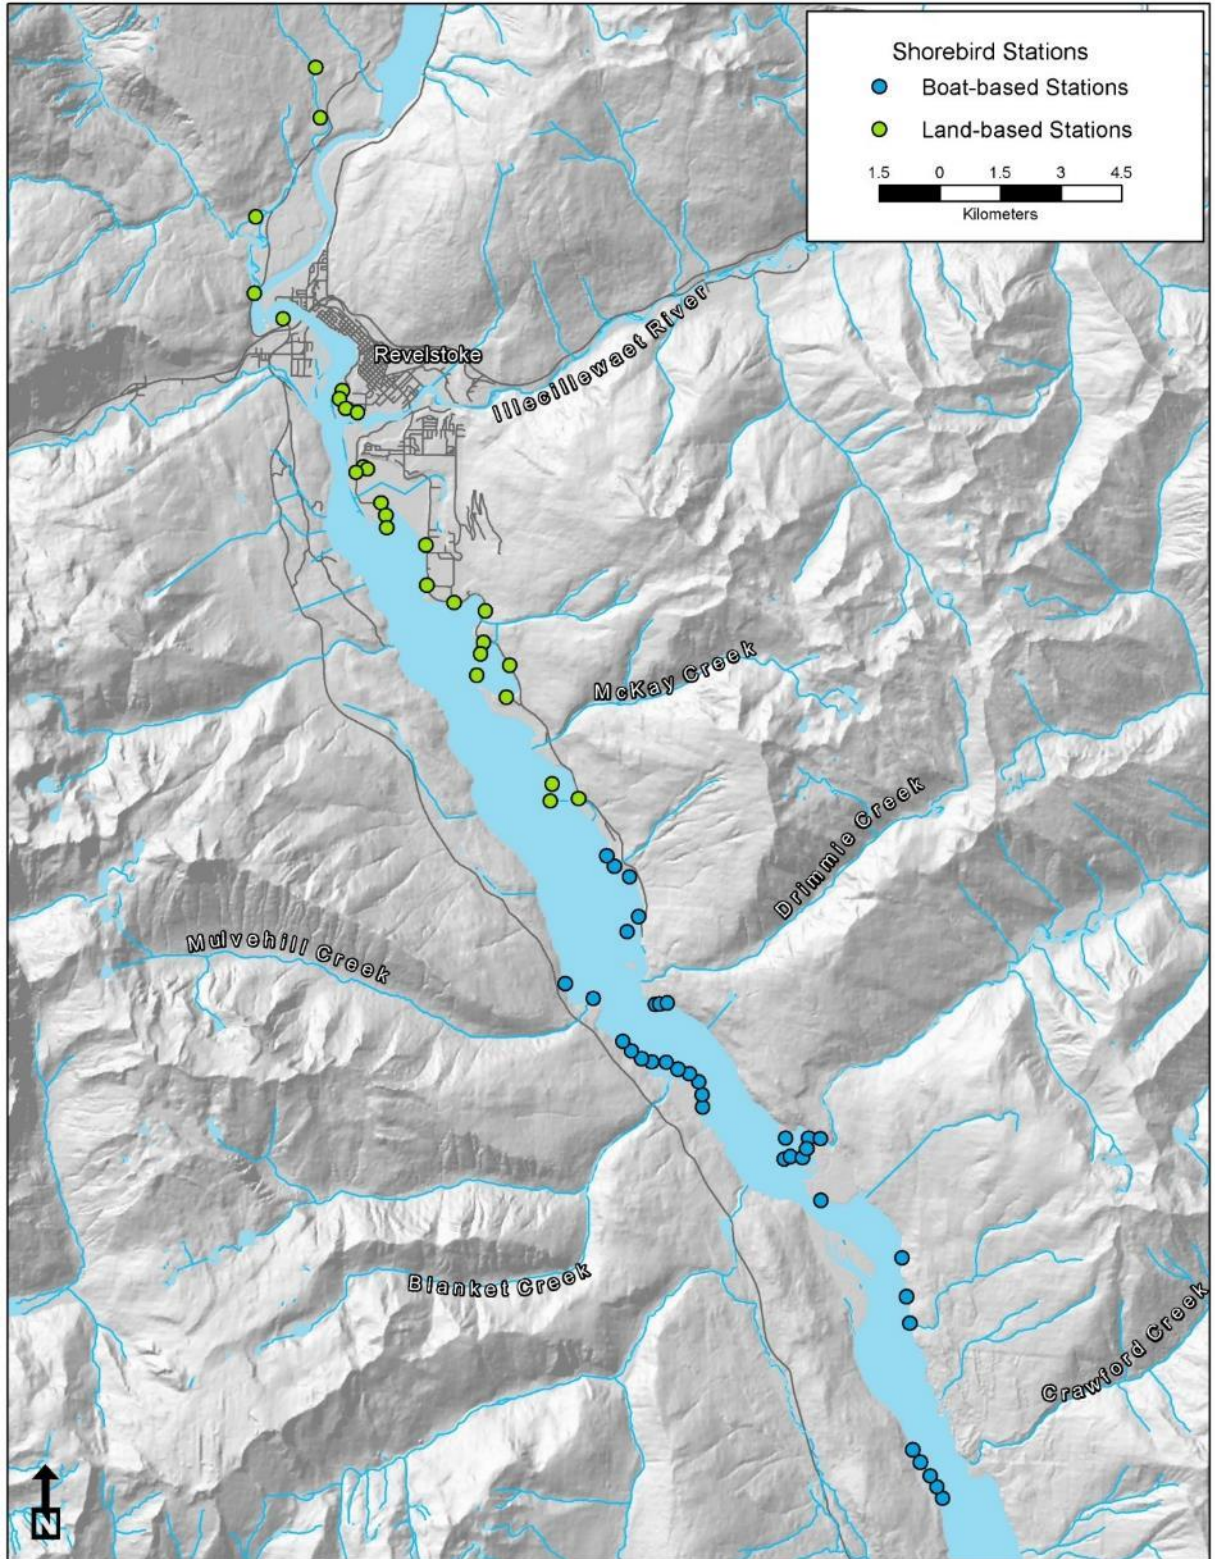 Shorebird Stations
Boat-based Stations
Land-based Stations
1.5 0 1.5 3 4.5
Kilometers
Revelstoke
Illecillewaet River
McKay Creek
Drimmie Creek
Mulvehill Creek
Blanket Creek
Crawford Creek
N